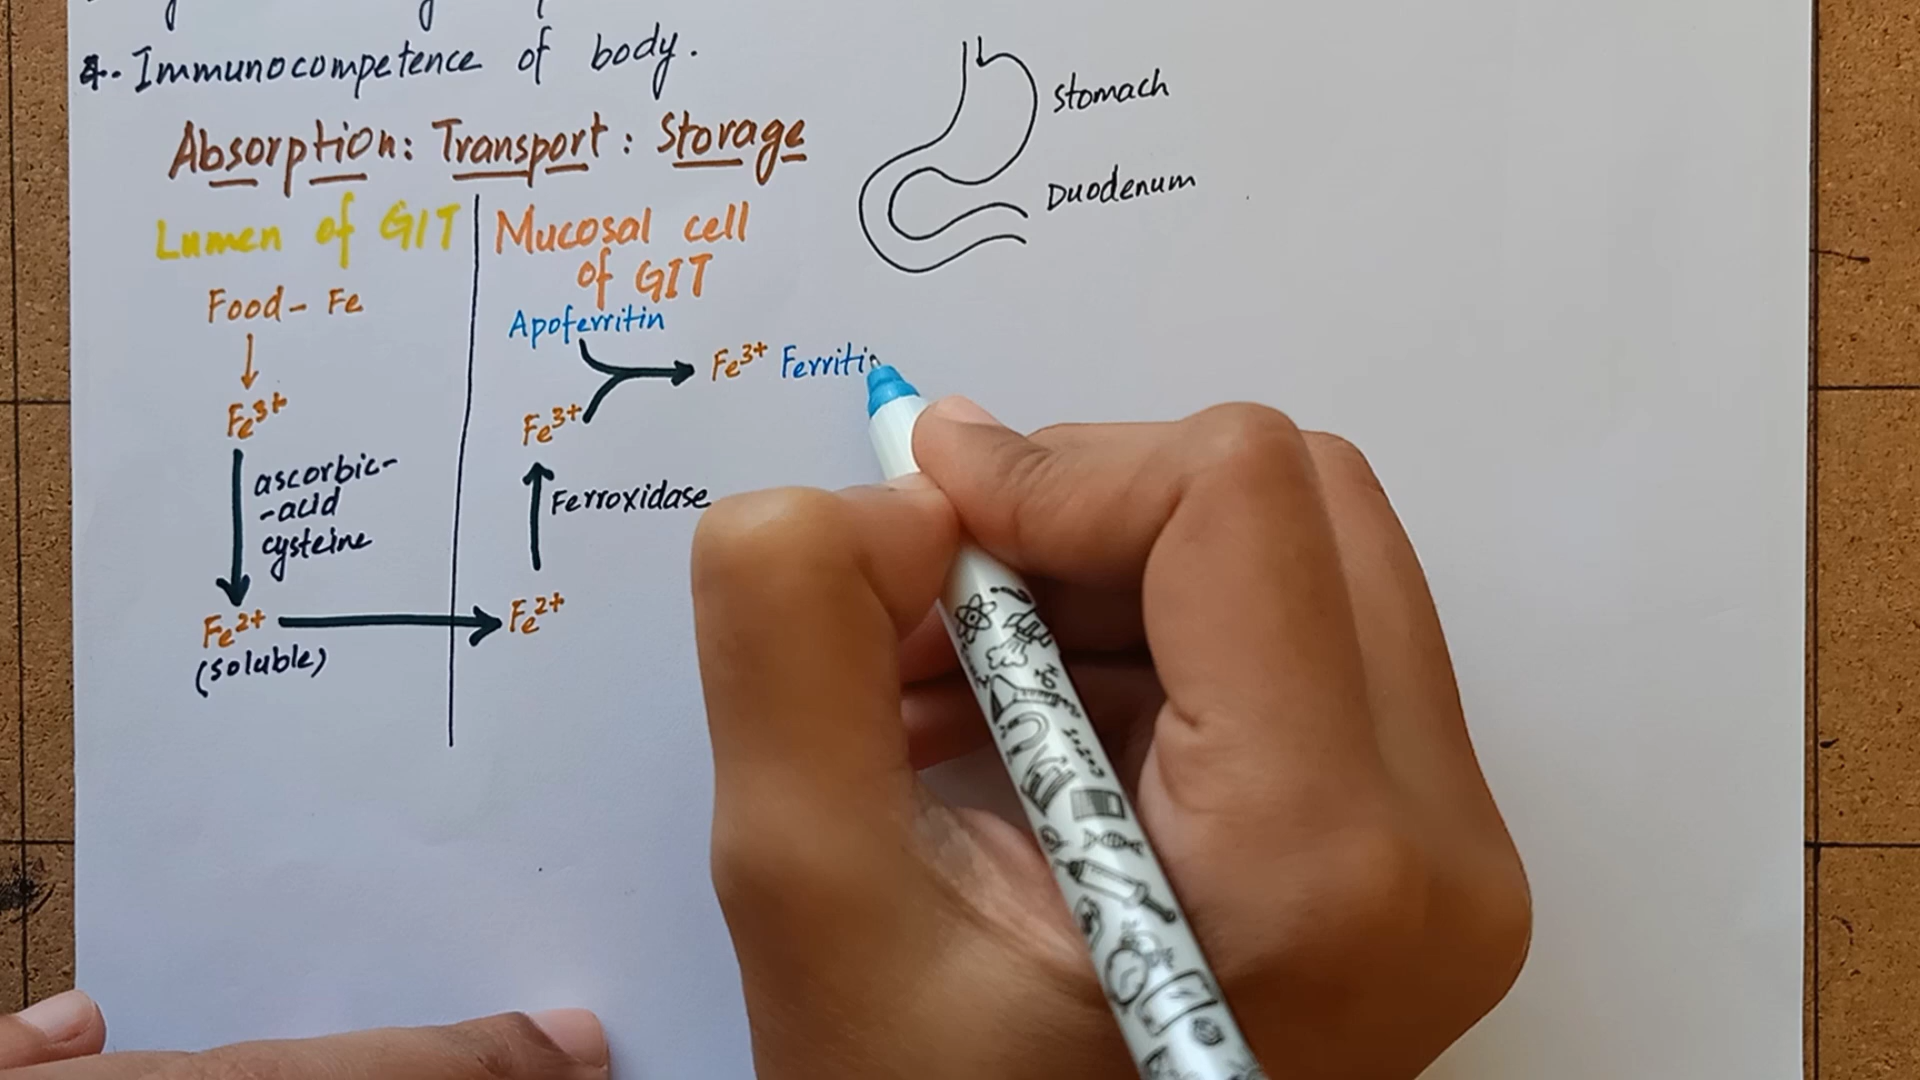 4. Immunocompetence of body.
Absorption: Transport: Storage
Lumen of GIT
Food - Fe
Fe3+
ascorbic-
-acid
cysteine
Fe2+
(soluble)
Mucosal cell
of GIT
Apoferritin
Fe3+ Ferriti
Fe3+
Ferroxidase
Fe2+
Stomach
Duodenum